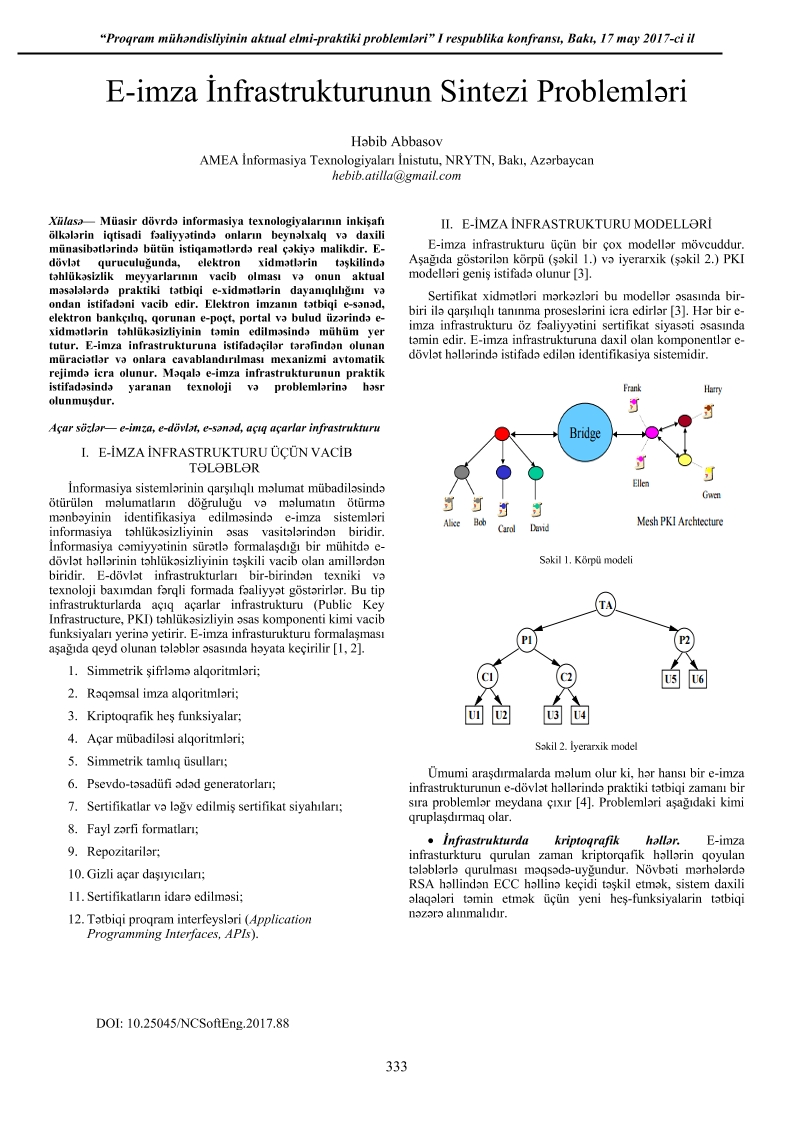 “Proqram mühəndisliyinin aktual elmi-praktiki problemləri” I respublika konfransı, Bakı, 17 may 2017-ci il
E-imza İnfrastrukturunun Sintezi Problemləri
Həbib Abbasov
AMEA İnformasiya Texnologiyaları İnistutu, NRYTN, Bakı, Azərbaycan
hebib.atilla@gmail.com
Xülasə— Müasir dövrdə informasiya texnologiyalarının inkişafı
ölkələrin iqtisadi fəaliyyətində onların beynəlxalq və daxili
münasibətlərində bütün istiqamətlərdə real çəkiyə malikdir. E-
dövlət quruculuğunda, elektron xidmətlərin təşkilində
təhlükəsizlik meyyarlarının vacib olması və onun aktual
məsələlərdə praktiki tətbiqi e-xidmətlərin dayanıqlılığını və
ondan istifadəni vacib edir. Elektron imzanın tətbiqi e-sənəd,
elektron bankçılıq, qorunan e-poçt, portal və bulud üzərində e-
xidmətlərin təhlükəsizliyinin təmin edilməsində mühüm yer
tutur. E-imza infrastrukturuna istifadəçilər tərəfindən olunan
müraciətlər və onlara cavablandırılması mexanizmi avtomatik
rejimdə icra olunur. Məqalə e-imza infrastrukturunun praktik
istifadəsində yaranan texnoloji və problemlərinə həsr
olunmuşdur.
Açar sözlər— e-imza, e-dövlət, e-sənəd, açıq açarlar infrastrukturu
I. E-İMZA İNFRASTRUKTURU ÜÇÜN VACİB
TƏLƏBLƏR
İnformasiya sistemlərinin qarşılıqlı məlumat mübadiləsində
ötürülən məlumatların döğruluğu və məlumatın ötürmə
mənbəyinin identifikasiya edilməsində e-imza sistemləri
informasiya təhlükəsizliyinin əsas vasitələrindən biridir.
İnformasiya cəmiyyətinin sürətlə formalaşdığı bir mühitdə e-
dövlət həllərinin təhlükəsizliyinin təşkili vacib olan amillərdən
biridir. E-dövlət infrastrukturları bir-birindən texniki və
texnoloji baxımdan fərqli formada fəaliyyət göstərirlər. Bu tip
infrastrukturlarda açıq açarlar infrastrukturu (Public Key
Infrastructure, PKI) təhlükəsizliyin əsas komponenti kimi vacib
funksiyaları yerinə yetirir. E-imza infrasturukturu formalaşması
aşağıda qeyd olunan tələblər əsasında həyata keçirilir [1, 2].
1. Simmetrik şifrləmə alqoritmləri;
2. Rəqəmsal imza alqoritmləri;
3. Kriptoqrafik heş funksiyalar;
4. Açar mübadiləsi alqoritmləri;
5. Simmetrik tamlıq üsulları;
6. Psevdo-təsadüfi ədəd generatorları;
7. Sertifikatlar və ləğv edilmiş sertifikat siyahıları;
8. Fayl zərfi formatları;
9. Repozitarilər;
10. Gizli açar daşıyıcıları;
11. Sertifikatların idarə edilməsi;
12. Tətbiqi proqram interfeysləri (Application
Programming Interfaces, APIs).
DOI: 10.25045/NCSoftEng.2017.88
II. E-İMZA İNFRASTRUKTURU MODELLƏRİ
E-imza infrastrukturu üçün bir çox modellər mövcuddur.
Aşağıda göstərilən körpü (şəkil 1.) və iyerarxik (şəkil 2.) PKI
modelləri geniş istifadə olunur [3].
Sertifikat xidmətləri mərkəzləri bu modellər əsasında bir-
biri ilə qarşılıqlı tanınma proseslərini icra edirlər [3]. Hər bir e-
imza infrastrukturu öz fəaliyyətini sertifikat siyasəti əsasında
təmin edir. E-imza infrastrukturuna daxil olan komponentlər e-
dövlət həllərində istifadə edilən identifikasiya sistemidir.
Frank
Harry
Bridge
Ellen
Gwen
Alice
Bob
Carol
David
Mesh PKI Archtecture
Səkil 1. Körpü modeli
TA
P1
P2
C1
C2
U5
U6
U1
U2
U3
U4
Səkil 2. İyerarxik model
Ümumi araşdırmalarda məlum olur ki, hər hansı bir e-imza
infrastrukturunun e-dövlət həllərində praktiki tətbiqi zamanı bir
sıra problemlər meydana çıxır [4]. Problemləri aşağıdaki kimi
qruplaşdırmaq olar.
• İnfrastrukturda kriptoqrafik həllər. E-imza
infrasturkturu qurulan zaman kriptorqafik həllərin qoyulan
tələblərlə qurulması məqsədə-uyğundur. Növbəti mərhələrdə
RSA həllindən ECC həllinə keçidi təşkil etmək, sistem daxili
əlaqələri təmin etmək üçün yeni heş-funksiyalarin tətbiqi
nəzərə alınmalıdır.
333